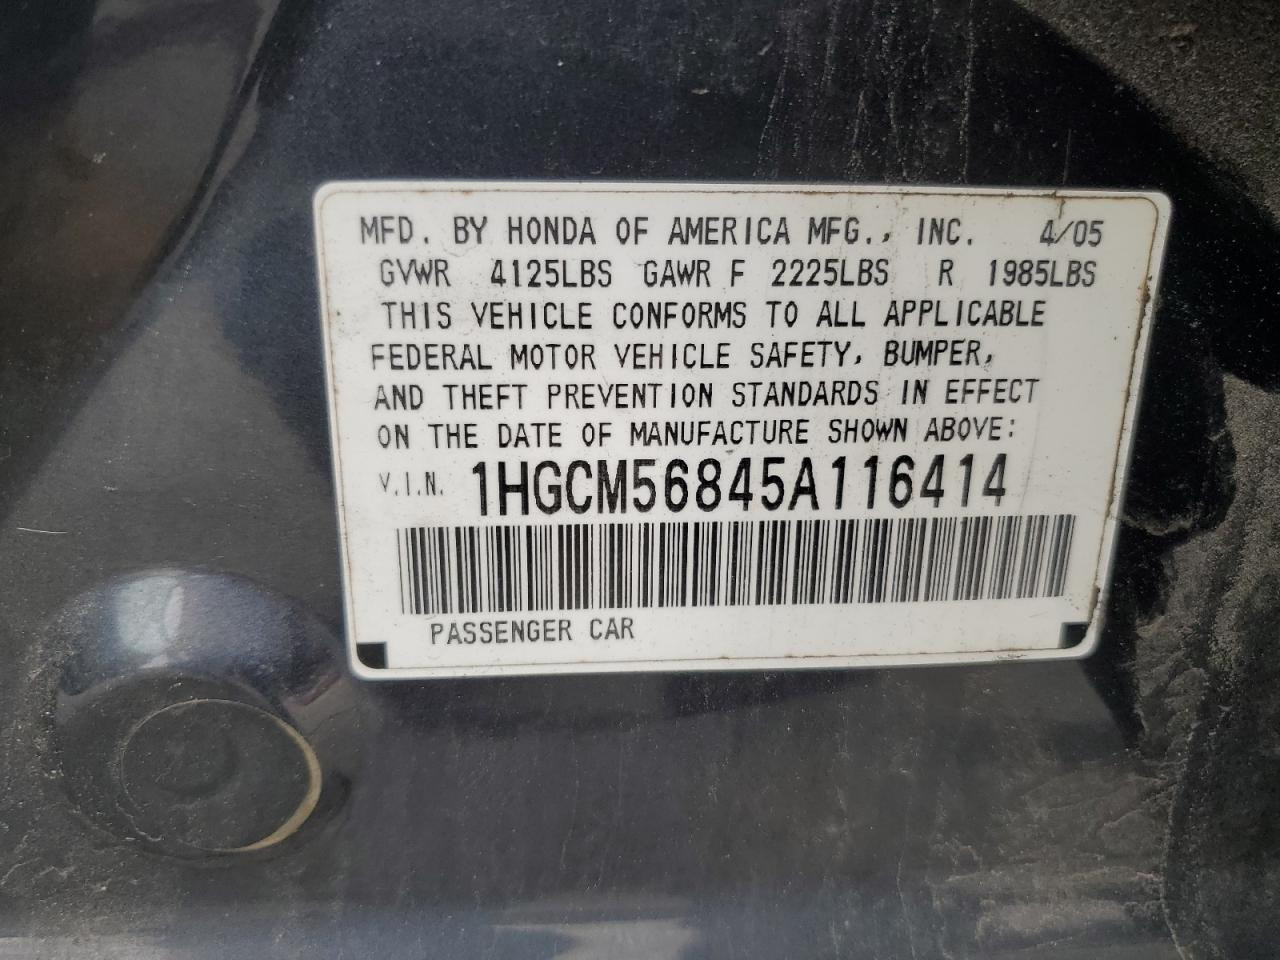 MFD. BY HONDA OF AMERICA MFG., INC. 4/05
GVWR 4125LBS GAWR F 2225LBS R 1985LBS
THIS VEHICLE CONFORMS TO ALL APPLICABLE
FEDERAL MOTOR VEHICLE SAFETY, BUMPER,
AND THEFT PREVENTION STANDARDS IN EFFECT
ON THE DATE OF MANUFACTURE SHOWN ABOVE:
V.I.N. 1HGCM56845A116414
PASSENGER CAR